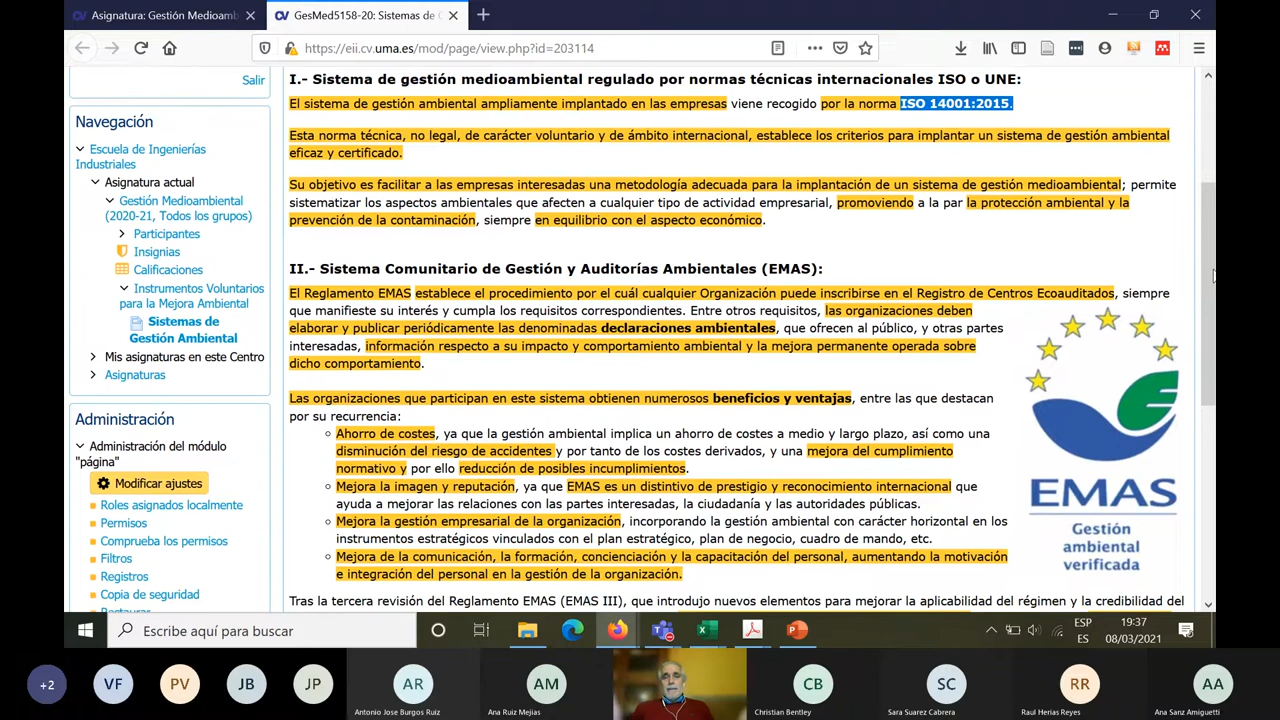 Asignatura: Gestión Medioamb
GesMed5158-20: Sistemas de G
https://eii.cv.uma.es/mod/page/view.php?id=203114
Salir
Navegación
Escuela de Ingenierías
Industriales
Asignatura actual
Gestión Medioambiental
(2020-21, Todos los grupos)
Participantes
Insignias
Calificaciones
Instrumentos Voluntarios
para la Mejora Ambiental
Sistemas de
Gestión Ambiental
Mis asignaturas en este Centro
Asignaturas
Administración
Administración del módulo
"página"
Modificar ajustes
Roles asignados localmente
Permisos
Comprueba los permisos
Filtros
Registros
Copia de seguridad
Restaurar
I.- Sistema de gestión medioambiental regulado por normas técnicas internacionales ISO o UNE:
El sistema de gestión ambiental ampliamente implantado en las empresas viene recogido por la norma ISO 14001:2015.
Esta norma técnica, no legal, de carácter voluntario y de ámbito internacional, establece los criterios para implantar un sistema de gestión ambiental
eficaz y certificado.
Su objetivo es facilitar a las empresas interesadas una metodología adecuada para la implantación de un sistema de gestión medioambiental; permite
sistematizar los aspectos ambientales que afecten a cualquier tipo de actividad empresarial, promoviendo a la par la protección ambiental y la
prevención de la contaminación, siempre en equilibrio con el aspecto económico.
II.- Sistema Comunitario de Gestión y Auditorías Ambientales (EMAS):
El Reglamento EMAS establece el procedimiento por el cuál cualquier Organización puede inscribirse en el Registro de Centros Ecoauditados, siempre
que manifieste su interés y cumpla los requisitos correspondientes. Entre otros requisitos, las organizaciones deben
elaborar y publicar periódicamente las denominadas declaraciones ambientales, que ofrecen al público, y otras partes
interesadas, información respecto a su impacto y comportamiento ambiental y la mejora permanente operada sobre
dicho comportamiento.
Las organizaciones que participan en este sistema obtienen numerosos beneficios y ventajas, entre las que destacan
por su recurrencia:
Ahorro de costes, ya que la gestión ambiental implica un ahorro de costes a medio y largo plazo, así como una
disminución del riesgo de accidentes y por tanto de los costes derivados, y una mejora del cumplimiento
normativo y por ello reducción de posibles incumplimientos.
Mejora la imagen y reputación, ya que EMAS es un distintivo de prestigio y reconocimiento internacional que
ayuda a mejorar las relaciones con las partes interesadas, la ciudadanía y las autoridades públicas.
Mejora la gestión empresarial de la organización, incorporando la gestión ambiental con carácter horizontal en los
instrumentos estratégicos vinculados con el plan estratégico, plan de negocio, cuadro de mando, etc.
Mejora de la comunicación, la formación, concienciación y la capacitación del personal, aumentando la motivación
e integración del personal en la gestión de la organización.
Tras la tercera revisión del Reglamento EMAS (EMAS III), que introdujo nuevos elementos para mejorar la aplicabilidad del régimen y la credibilidad del
EMAS
Gestión
ambiental
verificada
Escribe aquí para buscar
ESP
ES
19:37
08/03/2021
+2
VF
PV
JB
JP
AR
Antonio Jose Burgos Ruiz
AM
Ana Ruiz Mejias
CB
Christian Bentley
SC
Sara Suarez Cabrera
RR
Raul Herias Reyes
AA
Ana Sanz Amiguetti